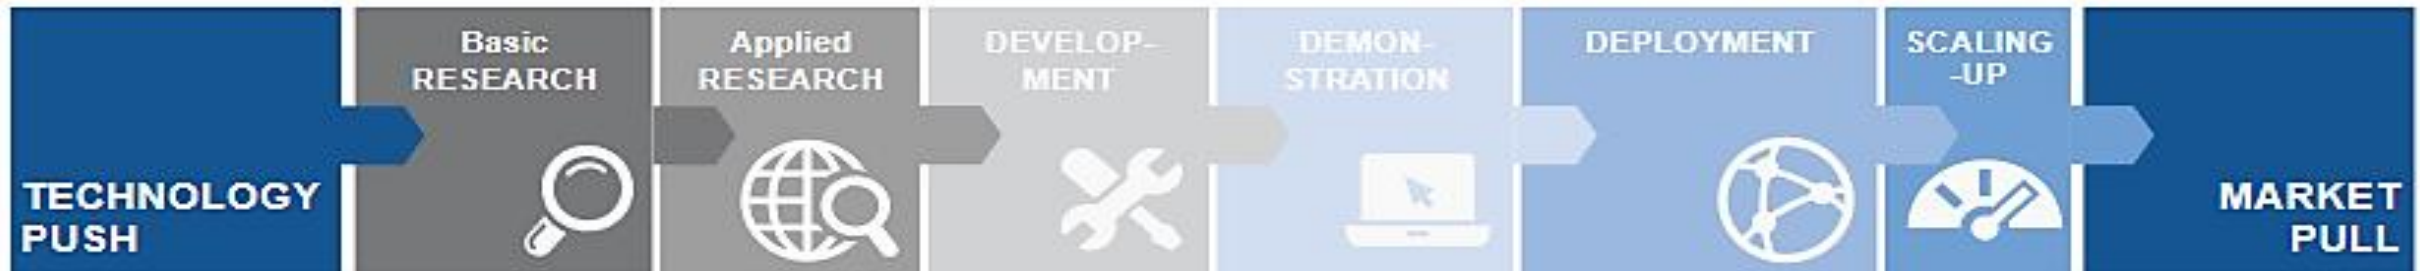 TECHNOLOGY
PUSH
Basic
RESEARCH
Applied
RESEARCH
DEVELOP-
MENT
DEMON-
STRATION
DEPLOYMENT
SCALING
-UP
MARKET
PULL